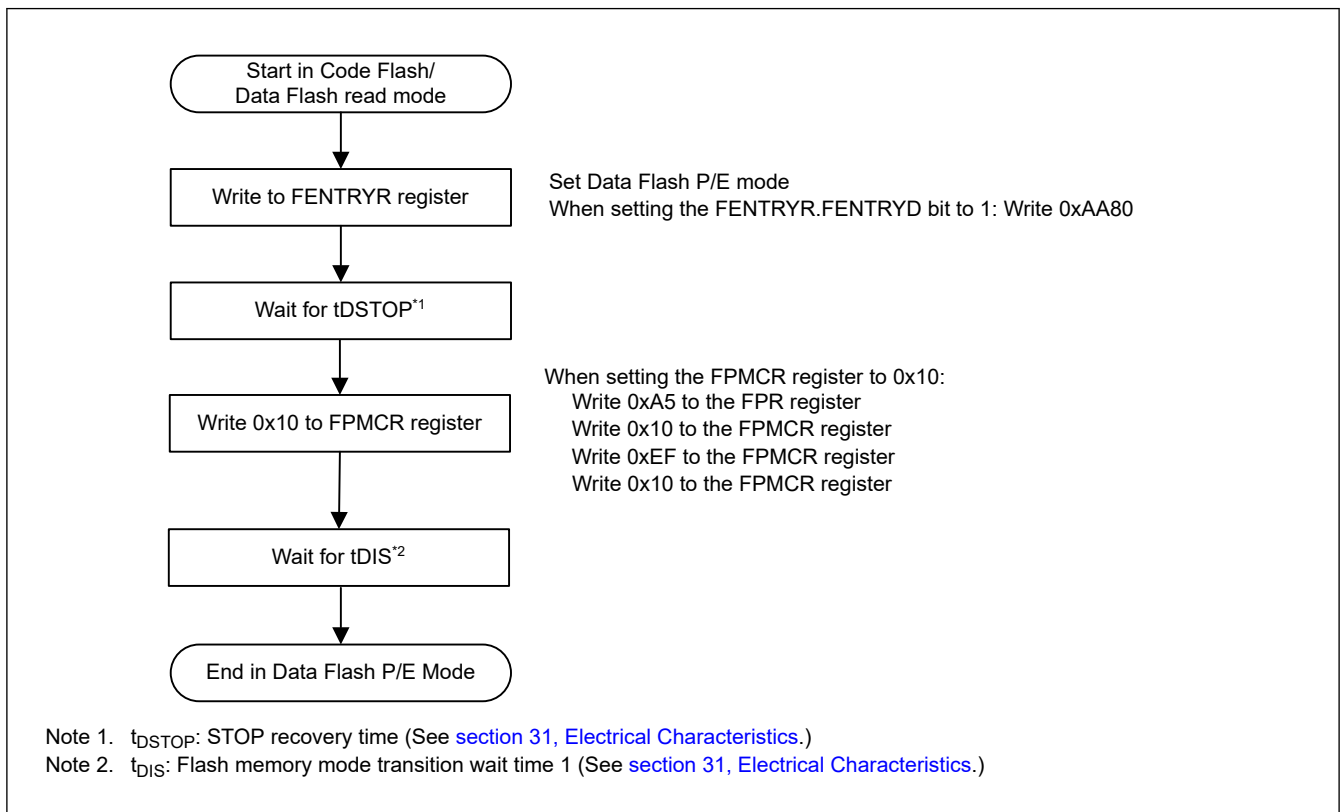 Start in Code Flash/
Data Flash read mode
Write to FENTRYR register
Set Data Flash P/E mode
When setting the FENTRYR.FENTRYD bit to 1: Write 0xAA80
Wait for tDSTOP*1
When setting the FPMCR register to 0x10:
Write 0xA5 to the FPR register
Write 0x10 to FPMCR register
Write 0x10 to the FPMCR register
Write 0xEF to the FPMCR register
Write 0x10 to the FPMCR register
Wait for tDIS*2
End in Data Flash P/E Mode
Note 1. tDSTOP: STOP recovery time (See section 31, Electrical Characteristics.)
Note 2. tDIS: Flash memory mode transition wait time 1 (See section 31, Electrical Characteristics.)